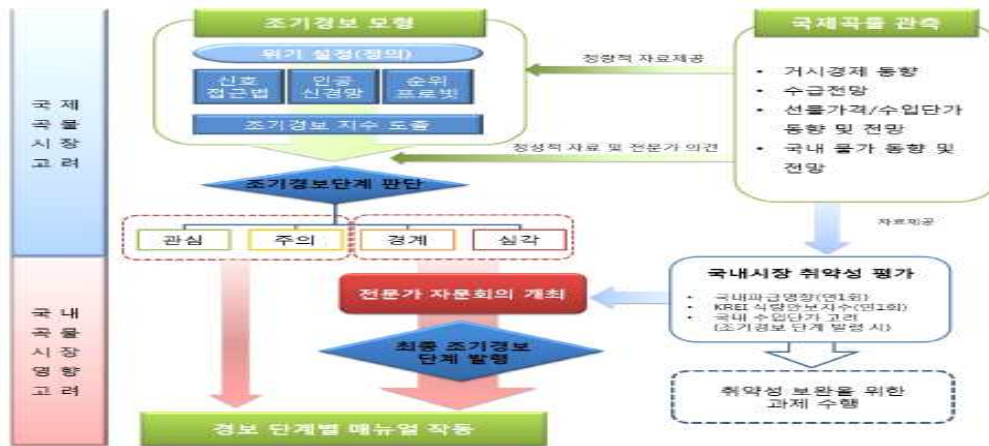 조기경보 모형
위기 설정(정의)
신호
접근법
인공
신경망
순위
프로빗
조기경보 지수 도출
정량적 자료제공
국제곡물 관측
• 거시경제 동향
• 수급전망
• 선물가격/수입단가
동향 및 전망
• 국내 물가 동향 및
전망
국제
곡물
시장
고려
정성적 자료 및 전문가 의견
조기경보단계 판단
관심
주의
경계
심각
자료제공
국내
곡물
시장
영향
고려
전문가 자문회의 개최
국내시장 취약성 평가
• 국내파급영향(연1회)
• KREI 식량안보지수(연1회)
• 국내 수입단가 고려
(조기경보 단계 발령 시)
최종 조기경보
단계 발령
취약성 보완을 위한
과제 수행
경보 단계별 매뉴얼 작동